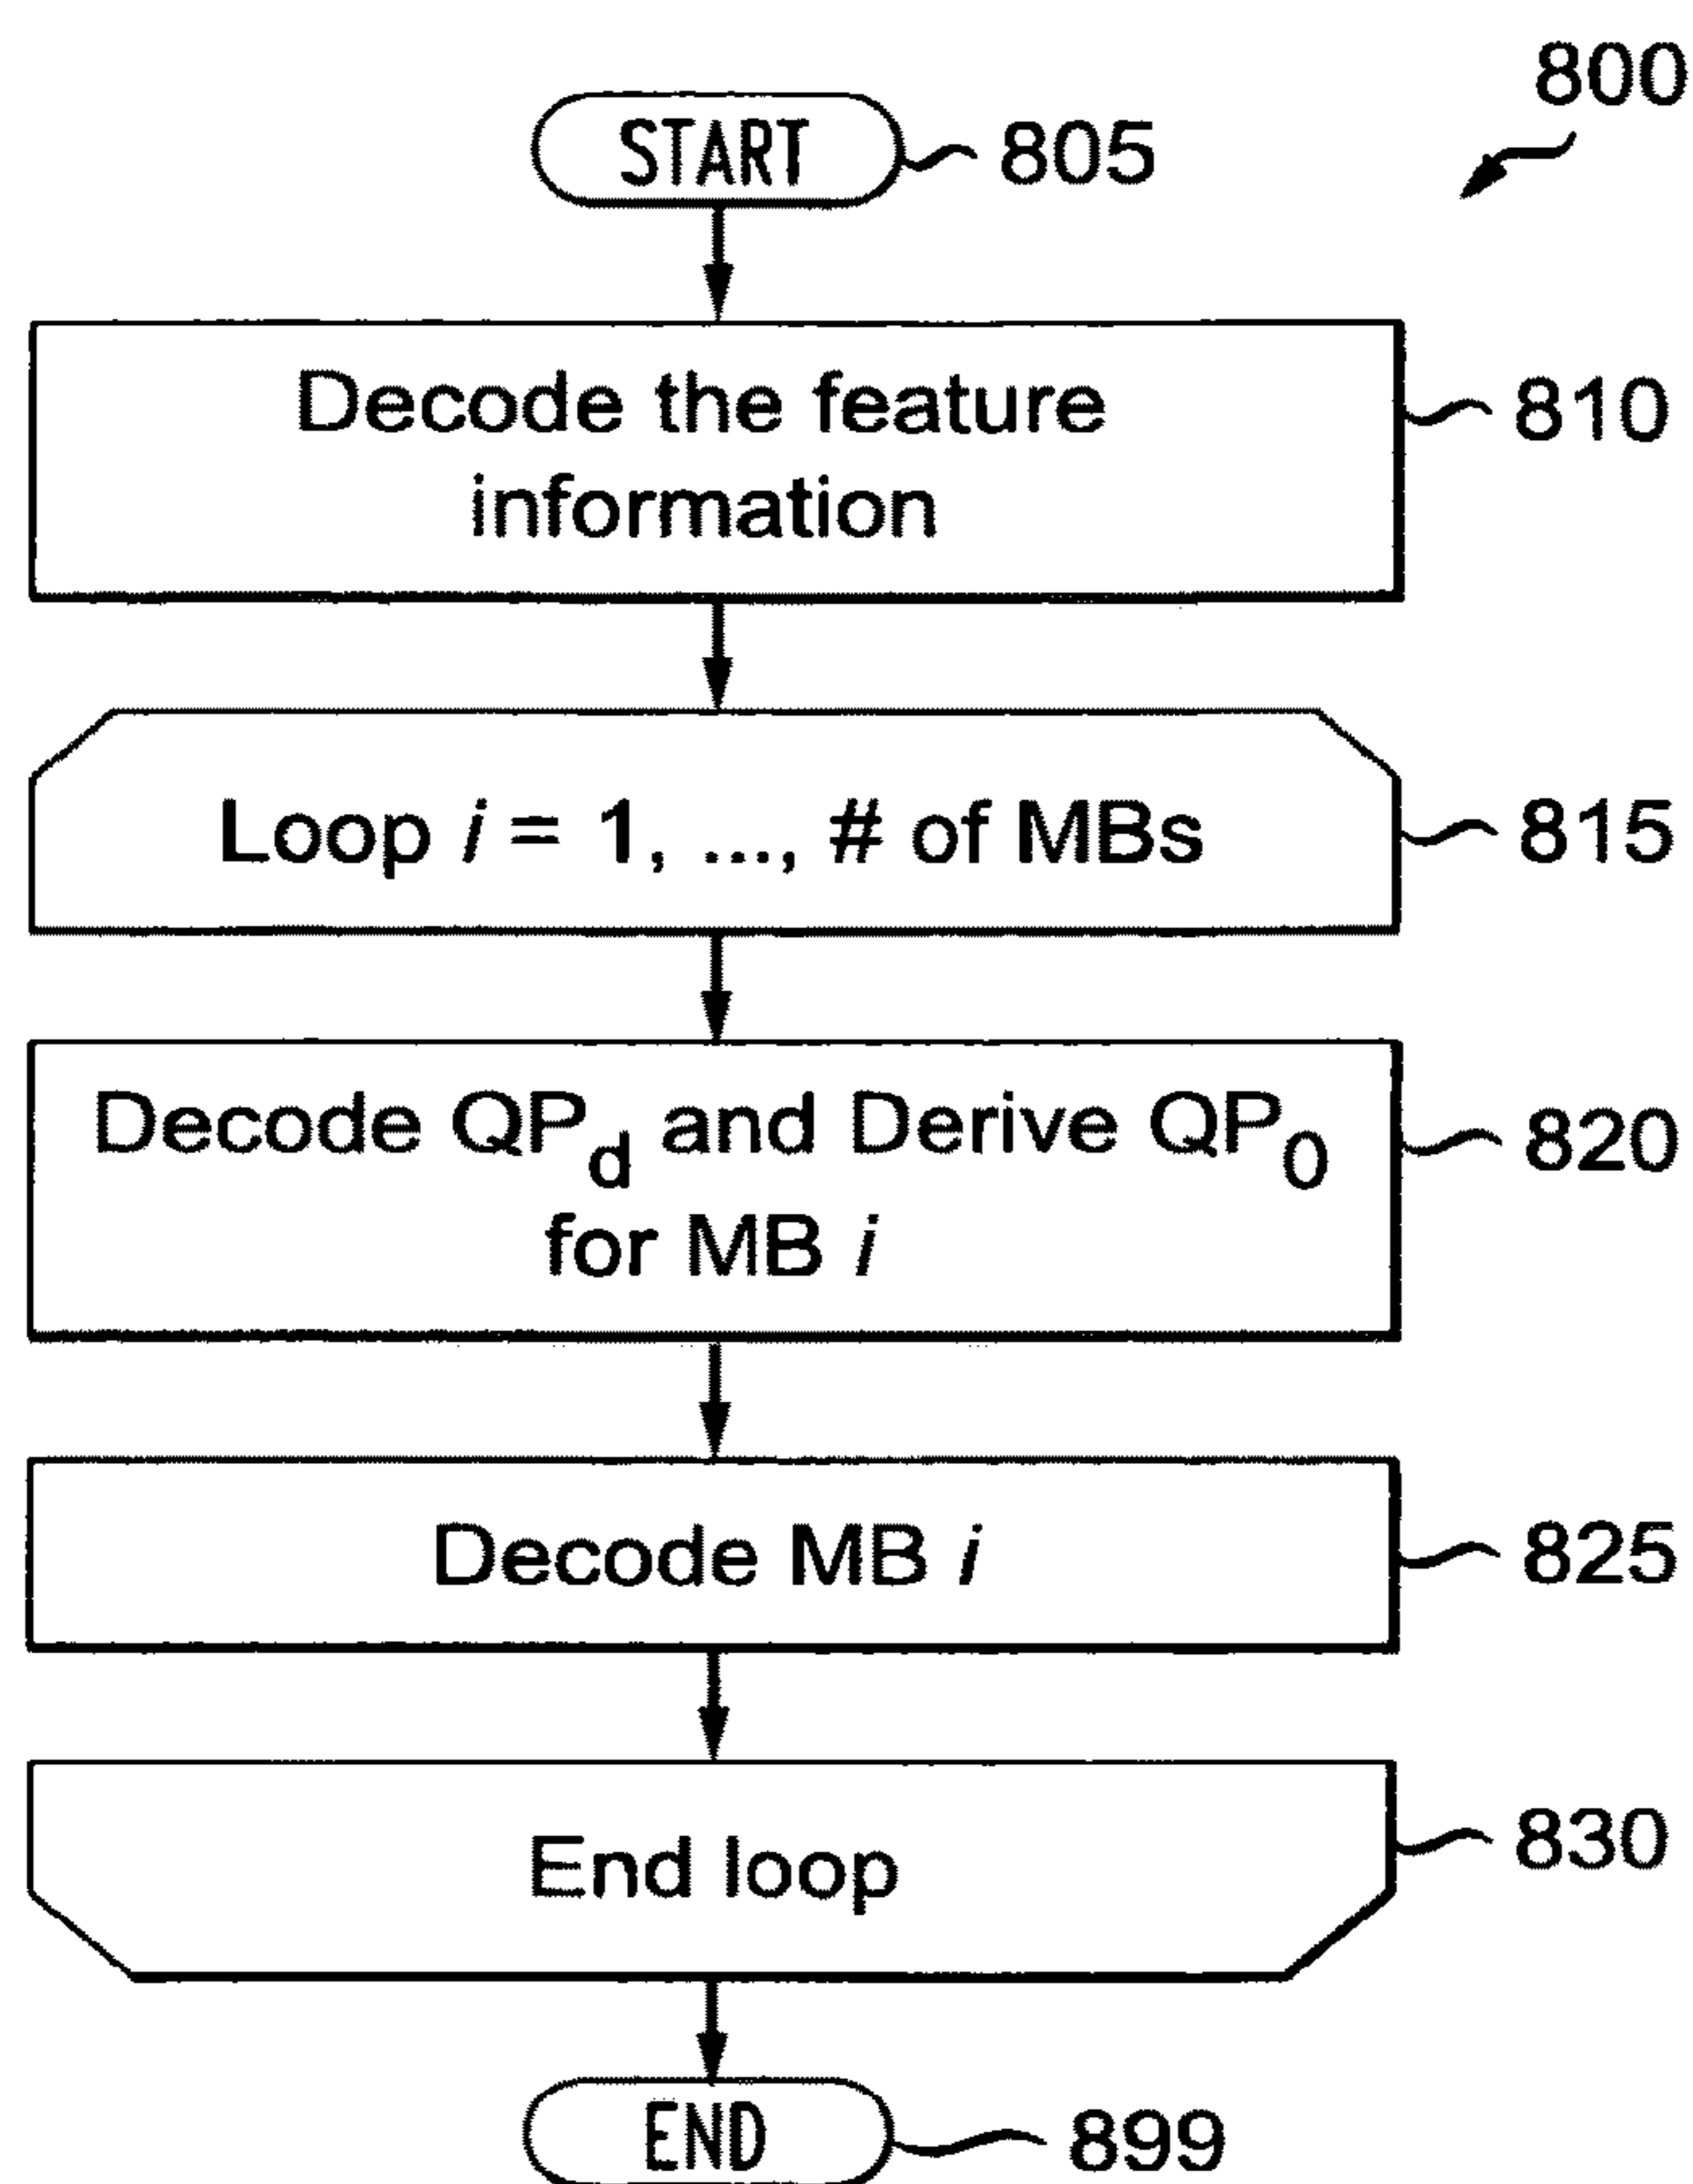 800
START
805
Decode the feature
information
810
Loop i = 1, ..., # of MBs
815
Decode QPd and Derive QP0
for MB i
820
Decode MB i
825
End loop
830
END
899